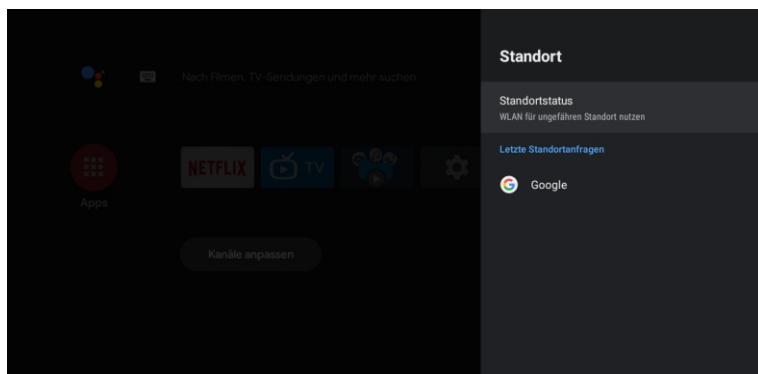 Standort
Nach Filmen, TV-Sendungen und mehr suchen
Standortstatus
WLAN für ungefähren Standort nutzen
Letzte Standortanfragen
NETFLIX
TV
Google
Apps
Kanäle anpassen